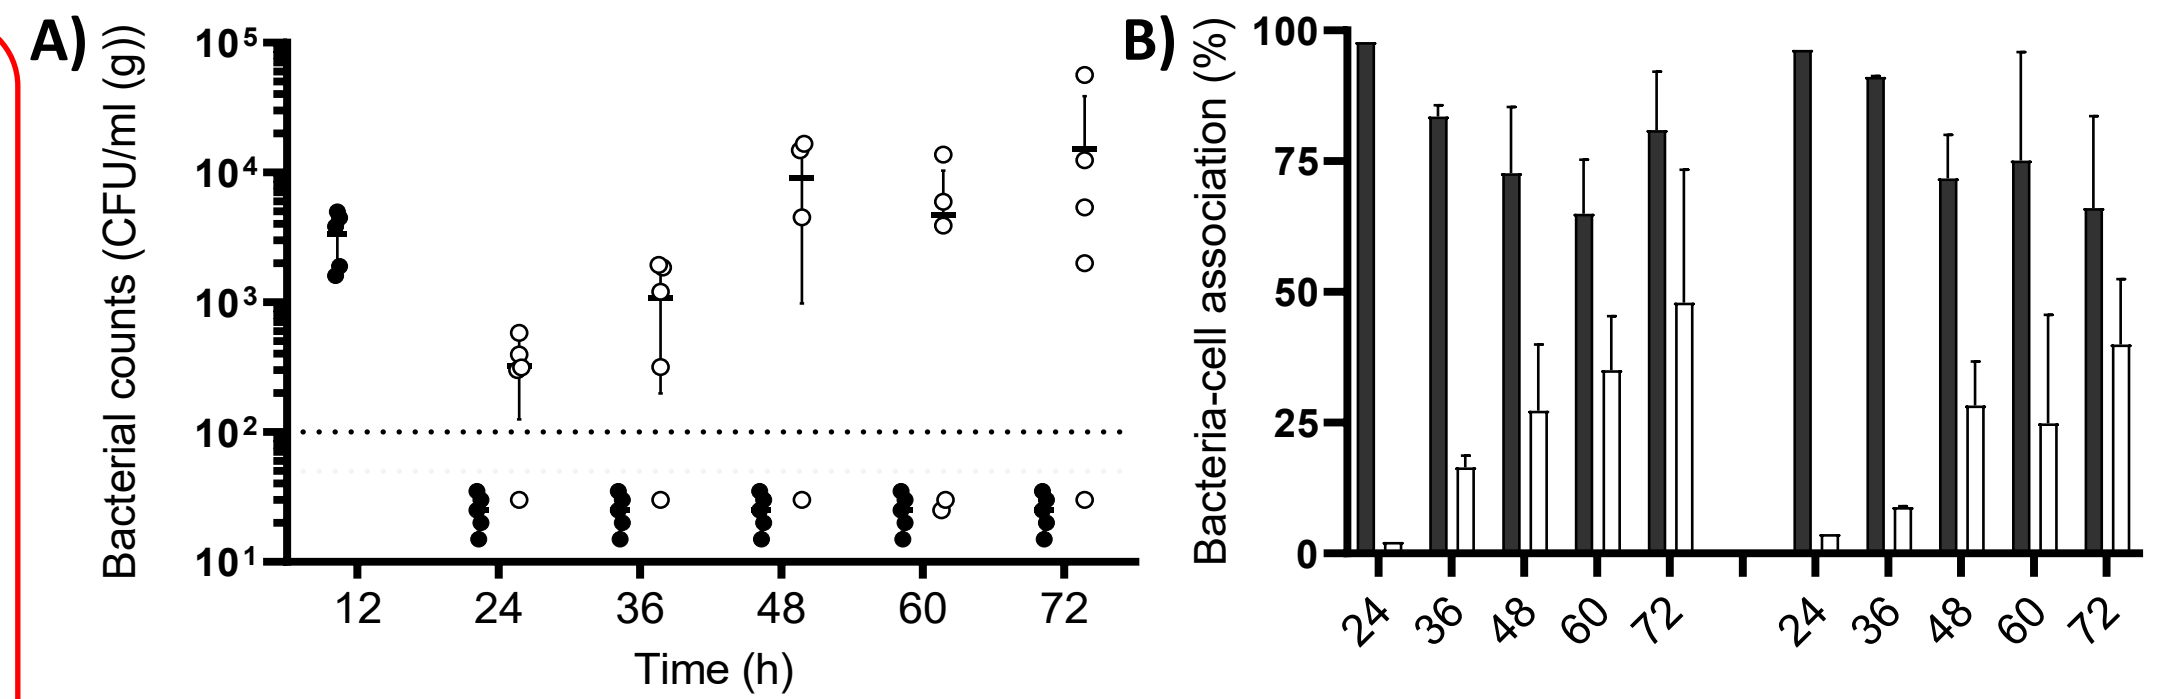 A)
Bacterial counts (CFU/ml (g))
10⁵
10⁴
10³
10²
10¹
12 24 36 48 60 72
Time (h)
B)
Bacteria-cell association (%)
100
75
50
25
0
24 36 48 60 72 24 36 48 60 72